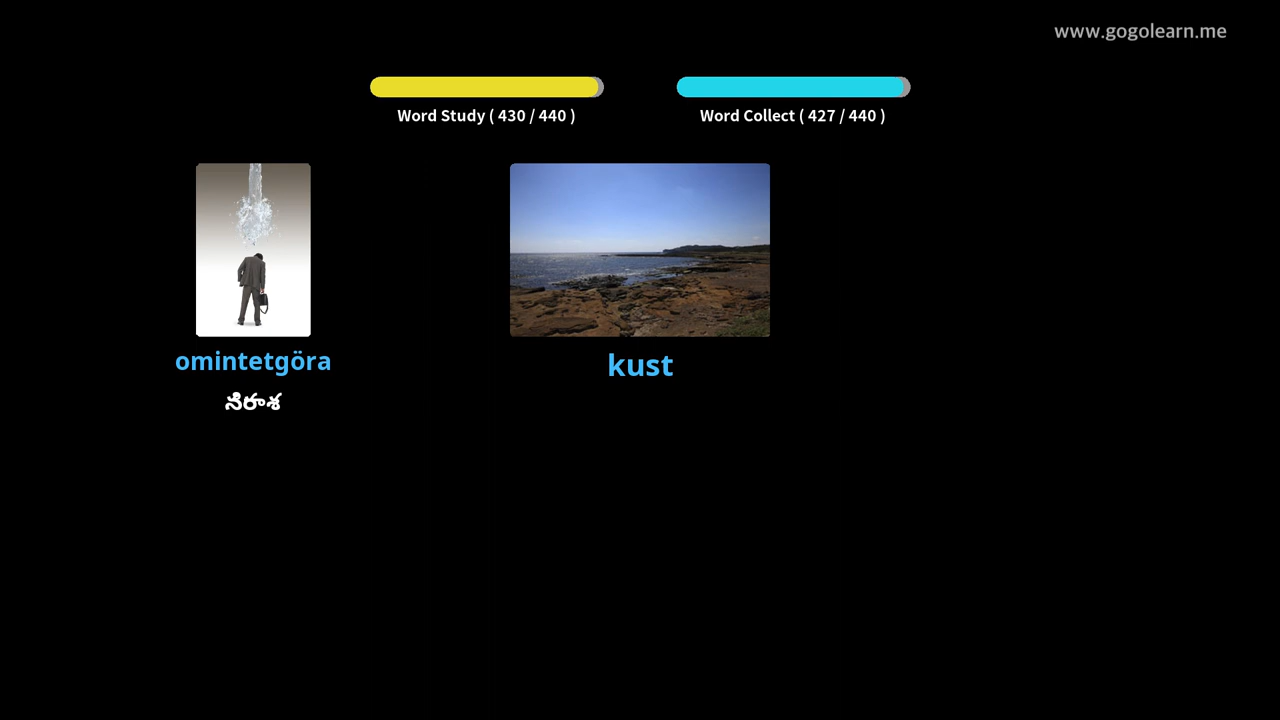 www.gogolearn.me
Word Study ( 430 / 440 )
Word Collect ( 427 / 440 )
omintetgöra
నిరాశ
kust